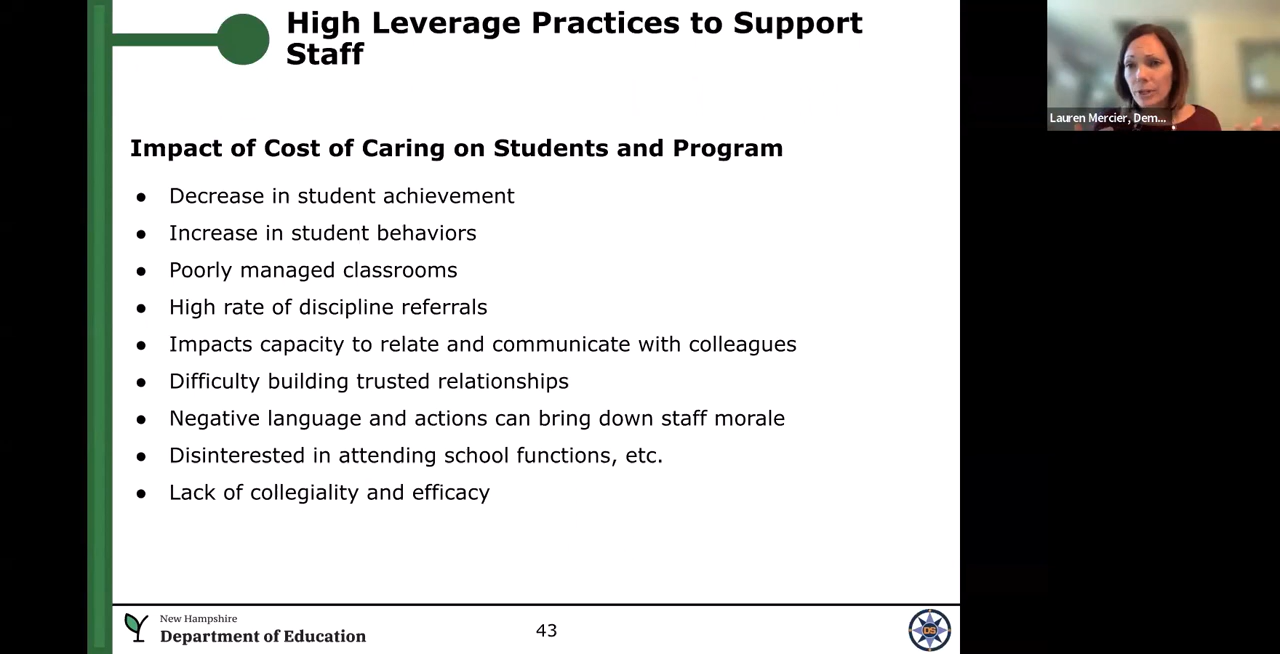 High Leverage Practices to Support
Staff
Lauren Mercier, Dem...
Impact of Cost of Caring on Students and Program
● Decrease in student achievement
● Increase in student behaviors
● Poorly managed classrooms
● High rate of discipline referrals
● Impacts capacity to relate and communicate with colleagues
● Difficulty building trusted relationships
● Negative language and actions can bring down staff morale
● Disinterested in attending school functions, etc.
● Lack of collegiality and efficacy
New Hampshire
Department of Education
43
DS